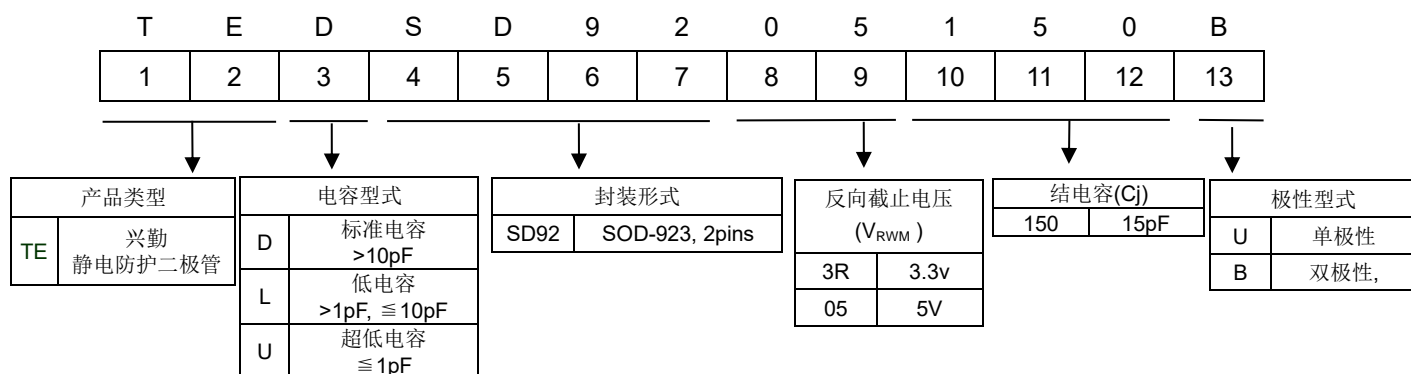 T E D S D 9 2 0 5 1 5 0 B
1 2 3 4 5 6 7 8 9 10 11 12 13
产品类型
TE 兴勤
静电防护二极管
电容型式
D 标准电容
>10pF
L 低电容
>1pF, ≦10pF
U 超低电容
≦1pF
封装形式
SD92 SOD-923, 2pins
反向截止电压
(VRWM )
3R 3.3v
05 5V
结电容(Cj)
150 15pF
极性型式
U 单极性
B 双极性,